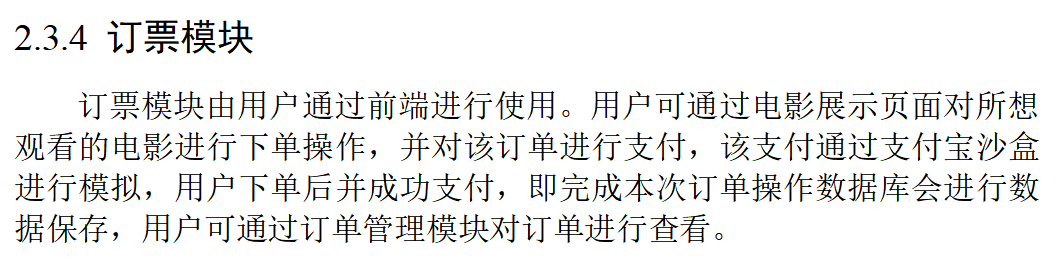 2.3.4 订票模块
订票模块由用户通过前端进行使用。用户可通过电影展示页面对所想
观看的电影进行下单操作，并对该订单进行支付，该支付通过支付宝沙盒
进行模拟，用户下单后并成功支付，即完成本次订单操作数据库会进行数
据保存，用户可通过订单管理模块对订单进行查看。